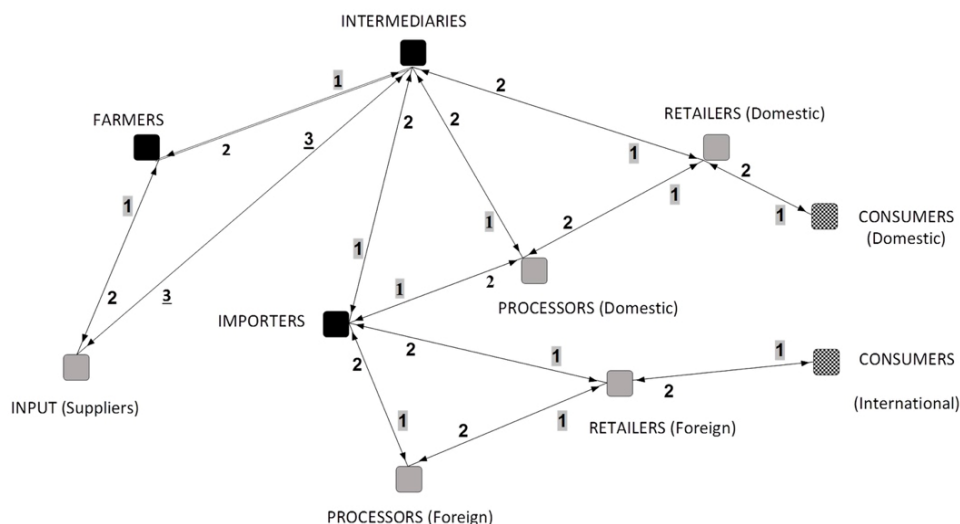 INTERMEDIARIES
1
2
FARMERS
RETAILERS (Domestic)
2
2
3
2
1
2
1
1
2
1
CONSUMERS
(Domestic)
1
1
2
1
2
3
2
PROCESSORS (Domestic)
IMPORTERS
2
1
1
2
CONSUMERS
INPUT (Suppliers)
2
(International)
1
1
2
RETAILERS (Foreign)
PROCESSORS (Foreign)